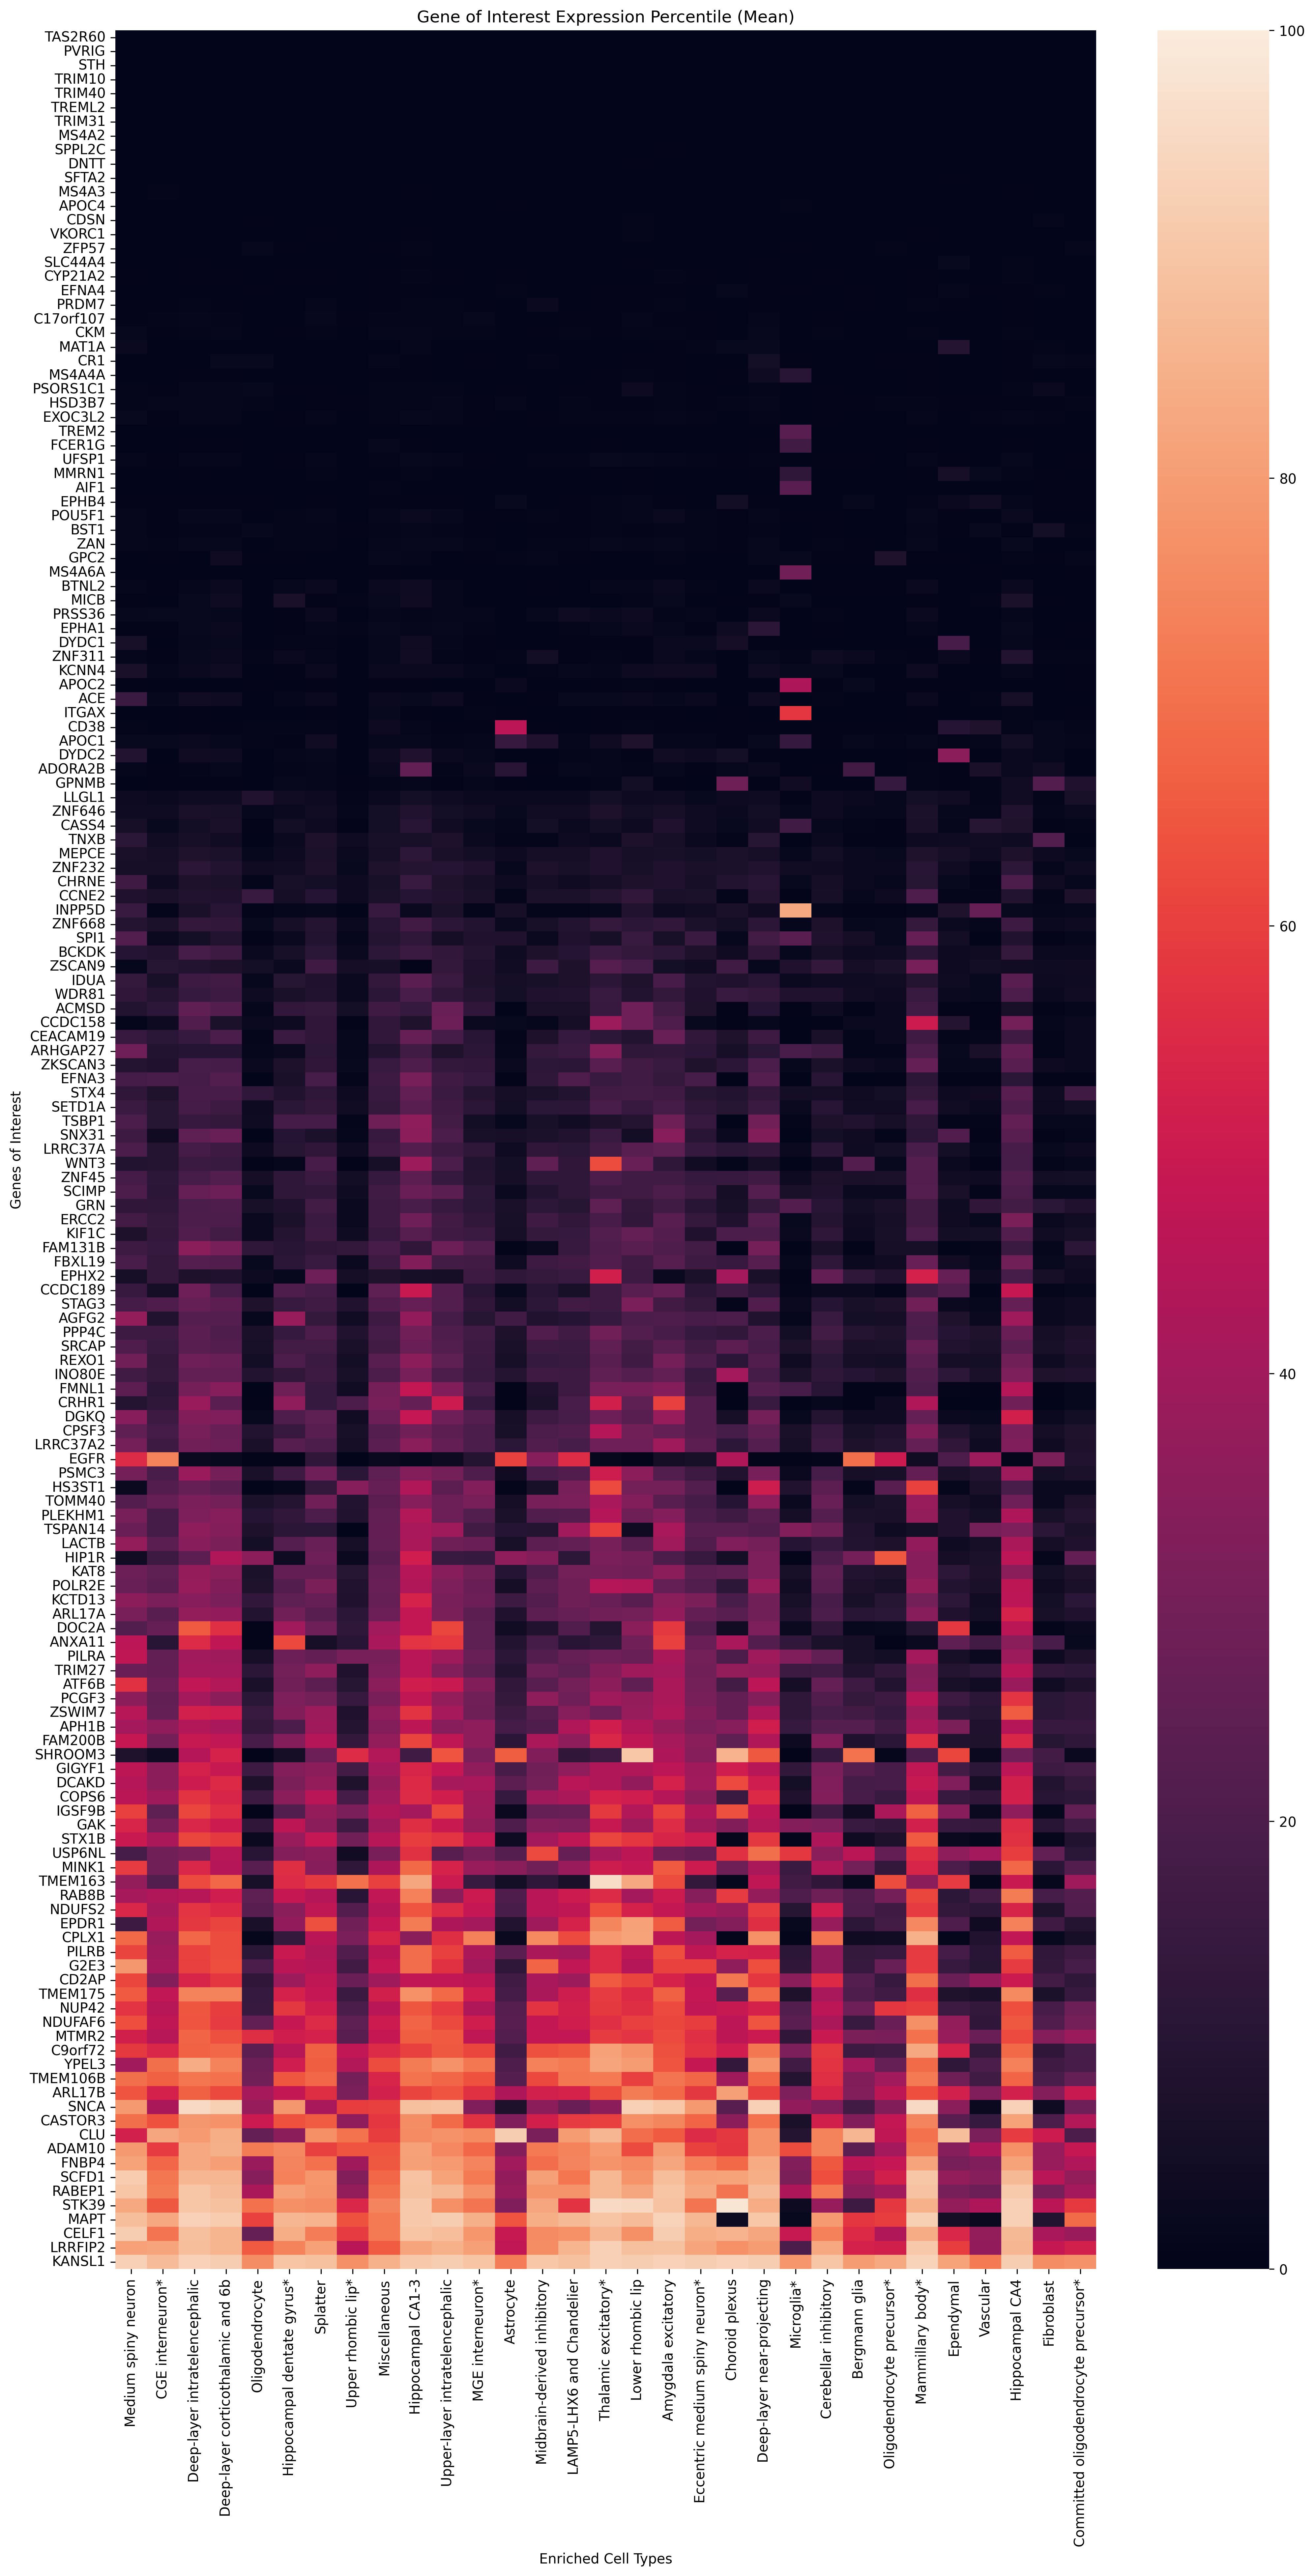 Gene of Interest Expression Percentile (Mean)
Genes of Interest
TAS2R60
PVRIG
STH
TRIM10
TRIM40
TREML2
TRIM31
MS4A2
SPPL2C
DNTT
SFTA2
MS4A3
APOC4
CDSN
VKORC1
ZFP57
SLC44A4
CYP21A2
EFNA4
PRDM7
C17orf107
CKM
MAT1A
CR1
MS4A4A
PSORS1C1
HSD3B7
EXOC3L2
TREM2
FCER1G
UFSP1
MMRN1
AIF1
EPHB4
POU5F1
BST1
ZAN
GPC2
MS4A6A
BTNL2
MICB
PRSS36
EPHA1
DYDC1
ZNF311
KCNN4
APOC2
ACE
ITGAX
CD38
APOC1
DYDC2
ADORA2B
GPNMB
LLGL1
ZNF646
CASS4
TNXB
MEPCE
ZNF232
CHRNE
CCNE2
INPP5D
ZNF668
SPI1
BCKDK
ZSCAN9
IDUA
WDR81
ACMSD
CCDC158
CEACAM19
ARHGAP27
ZKSCAN3
EFNA3
STX4
SETD1A
TSBP1
SNX31
LRRC37A
WNT3
ZNF45
SCIMP
GRN
ERCC2
KIF1C
FAM131B
FBXL19
EPHX2
CCDC189
STAG3
AGFG2
PPP4C
SRCAP
REXO1
INO80E
FMNL1
CRHR1
DGKQ
CPSF3
LRRC37A2
EGFR
PSMC3
HS3ST1
TOMM40
PLEKHM1
TSPAN14
LACTB
HIP1R
KAT8
POLR2E
KCTD13
ARL17A
DOC2A
ANXA11
PILRA
TRIM27
ATF6B
PCGF3
ZSWIM7
APH1B
FAM200B
SHROOM3
GIGYF1
DCAKD
COPS6
IGSF9B
GAK
STX1B
USP6NL
MINK1
TMEM163
RAB8B
NDUFS2
EPDR1
CPLX1
PILRB
G2E3
CD2AP
TMEM175
NUP42
NDUFAF6
MTMR2
C9orf72
YPEL3
TMEM106B
ARL17B
SNCA
CASTOR3
CLU
ADAM10
FNBP4
SCFD1
RABEP1
STK39
MAPT
CELF1
LRRFIP2
KANSL1
Medium spiny neuron
CGE interneuron*
Deep-layer intratelencephalic
Deep-layer corticothalamic and 6b
Oligodendrocyte
Hippocampal dentate gyrus*
Splatter
Upper rhombic lip*
Miscellaneous
Hippocampal CA1-3
Upper-layer intratelencephalic
MGE interneuron*
Astrocyte
Midbrain-derived inhibitory
LAMP5-LHX6 and Chandelier
Thalamic excitatory*
Lower rhombic lip
Amygdala excitatory
Eccentric medium spiny neuron*
Choroid plexus
Deep-layer near-projecting
Microglia*
Cerebellar inhibitory
Bergmann glia
Oligodendrocyte precursor*
Mammillary body*
Ependymal
Vascular
Hippocampal CA4
Fibroblast
Committed oligodendrocyte precursor*
Enriched Cell Types
100
80
60
40
20
0